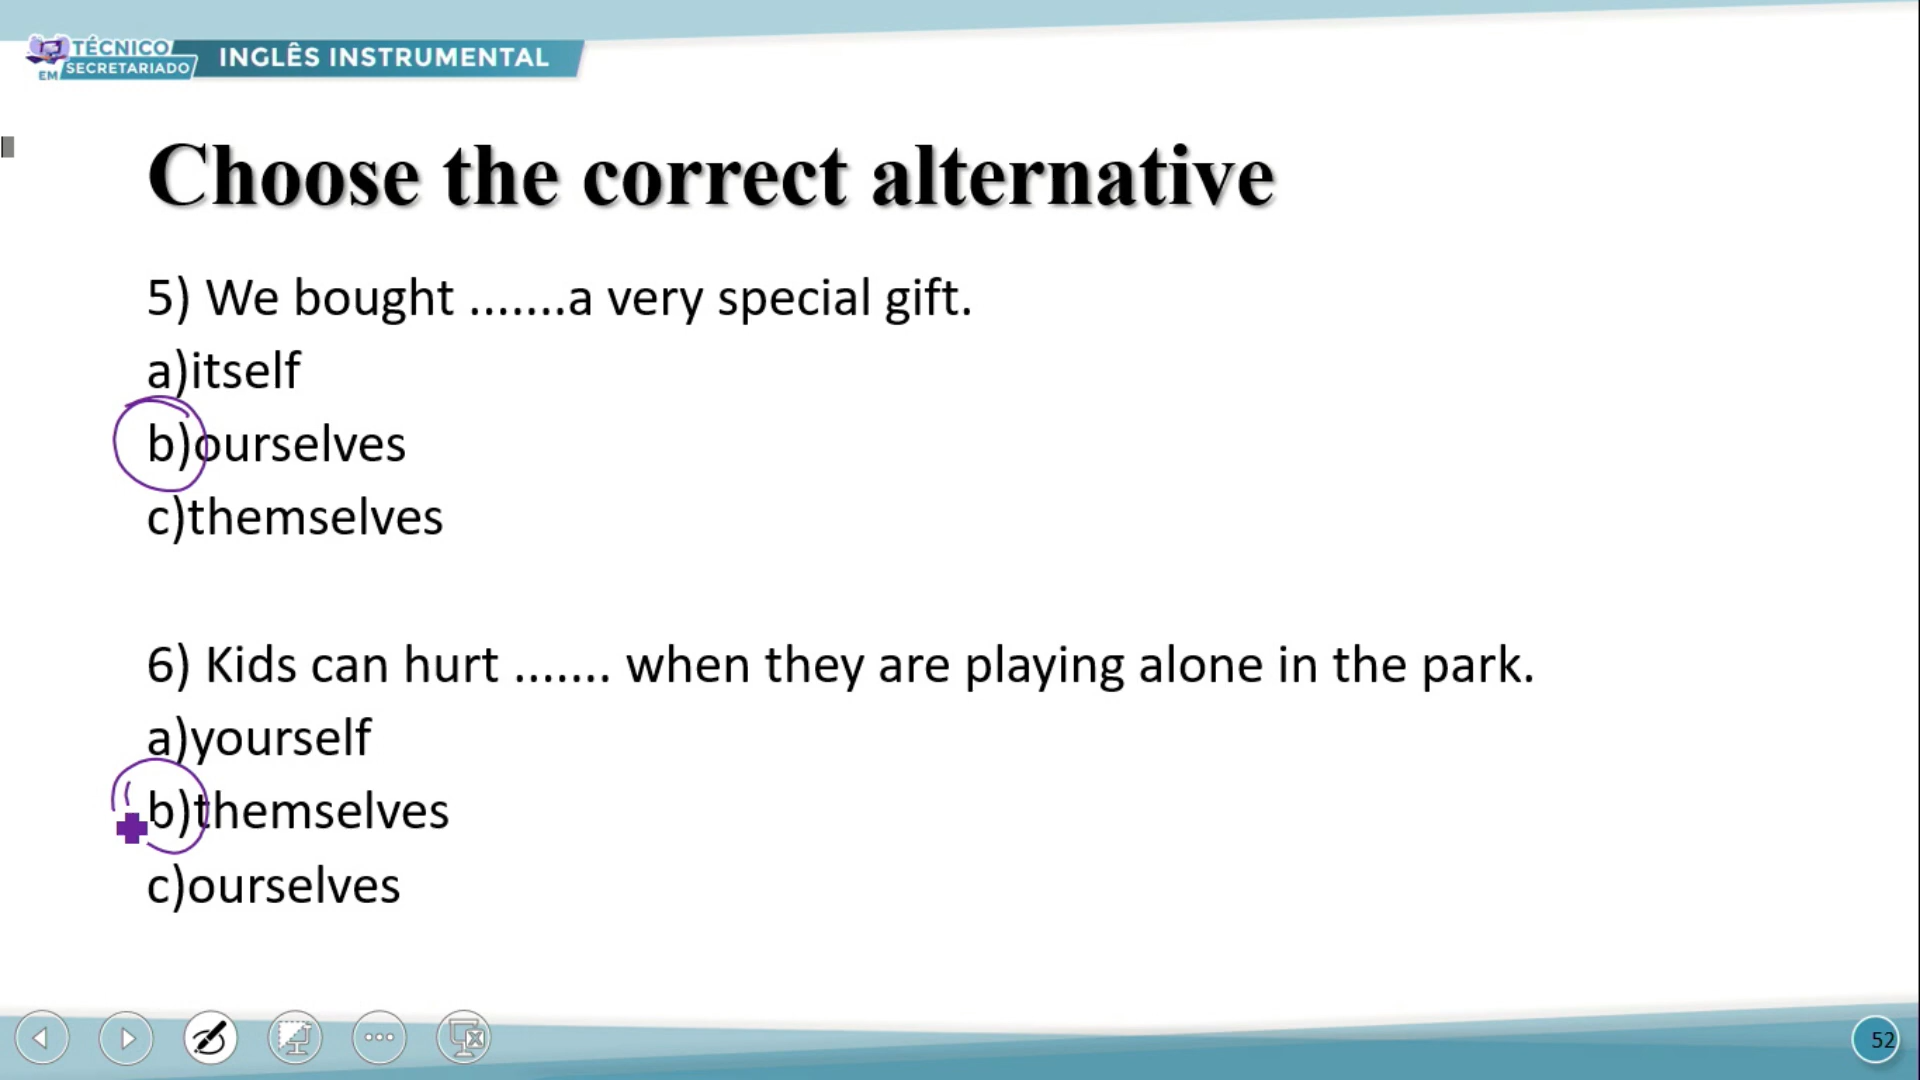 TÉCNICO
EM SECRETARIADO
INGLÊS INSTRUMENTAL
Choose the correct alternative
5) We bought .......a very special gift.
a)itself
b)ourselves
c)themselves
6) Kids can hurt ....... when they are playing alone in the park.
a)yourself
b)themselves
c)ourselves
52